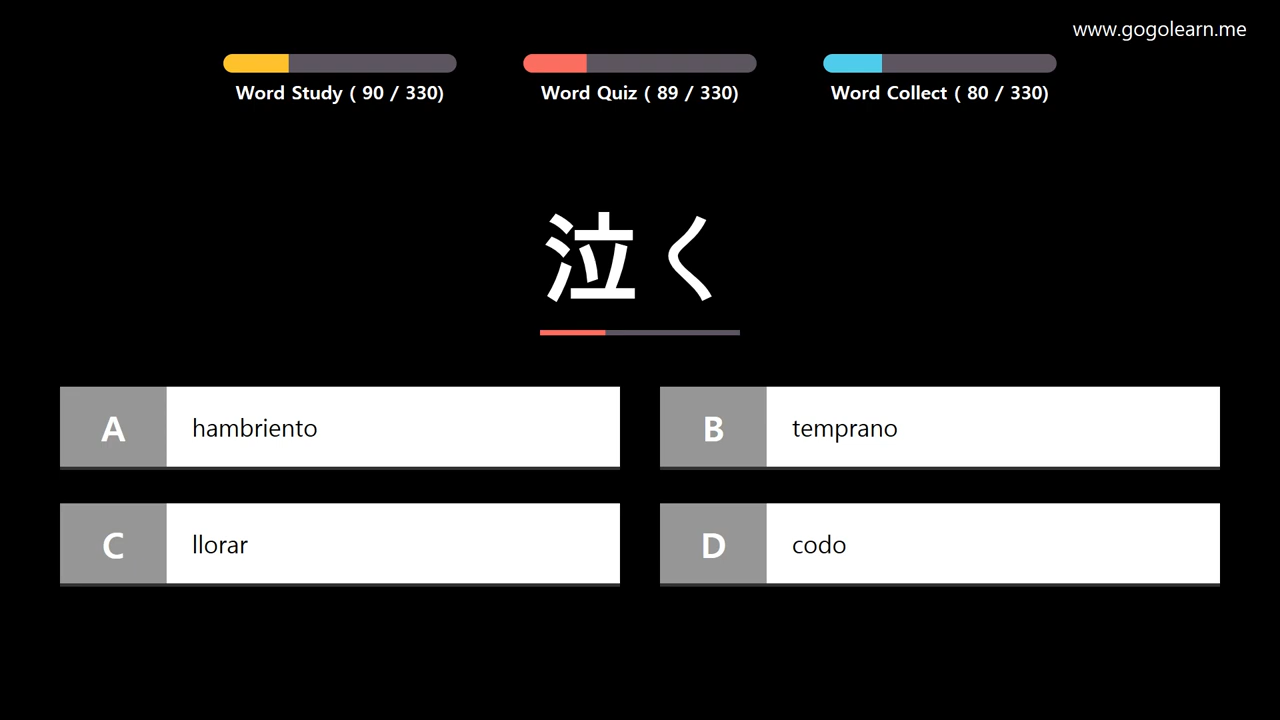 www.gogolearn.me
Word Study ( 90 / 330)
Word Quiz ( 89 / 330)
Word Collect ( 80 / 330)
泣く
A hambriento
B temprano
C llorar
D codo